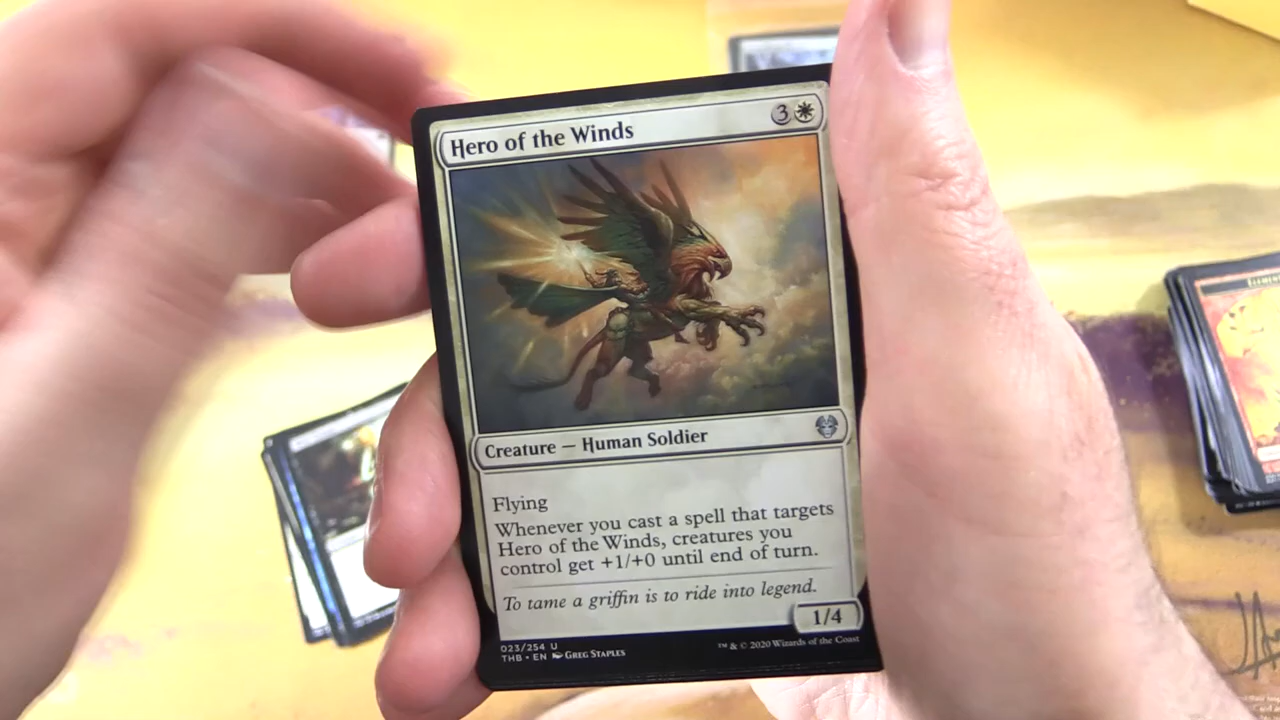 Hero of the Winds
3
Creature — Human Soldier
Flying
Whenever you cast a spell that targets
Hero of the Winds, creatures you
control get +1/+0 until end of turn.
To tame a griffin is to ride into legend.
1/4
023/254 U
THB • EN GREG STAPLES
™ & © 2020 Wizards of the Coast